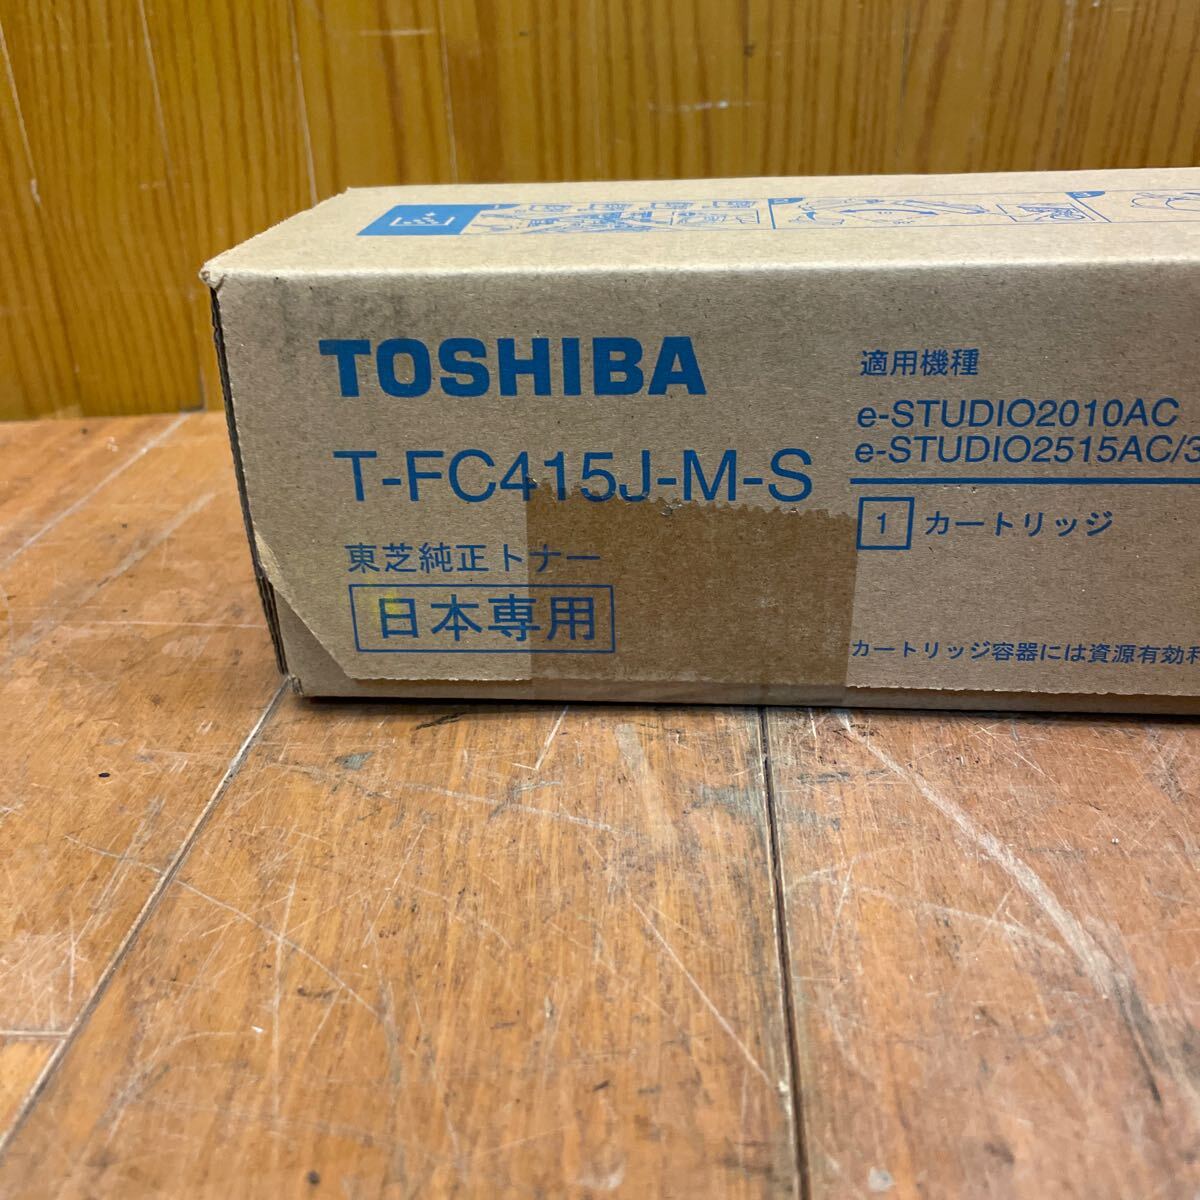 TOSHIBA
T-FC415J-M-S
東芝純正トナー
日本専用
適用機種
e-STUDIO2010AC
e-STUDIO2515AC/3
1 カートリッジ
カートリッジ容器には資源有効利